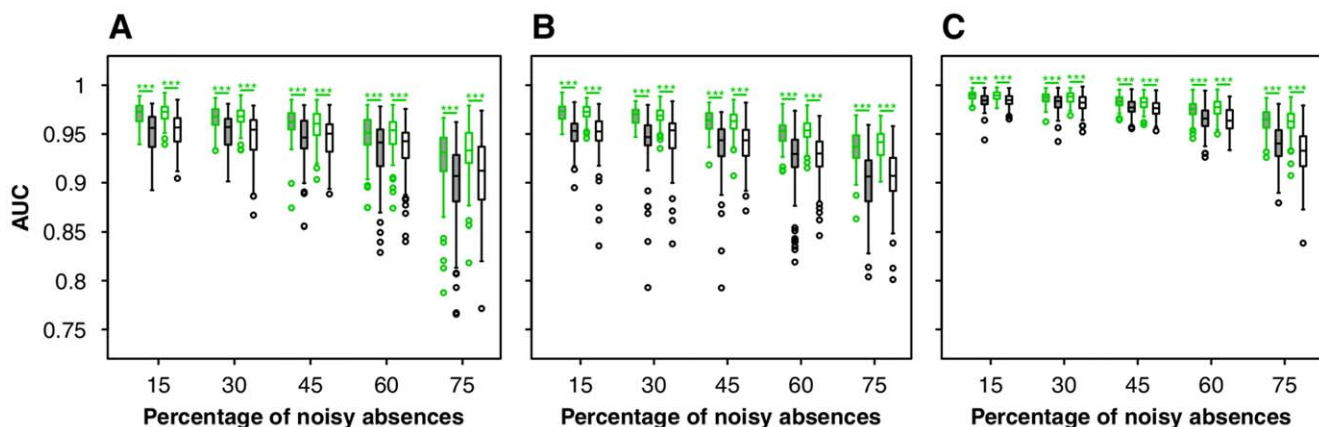 A B C
AUC
1
0.95
0.9
0.85
0.8
0.75
*** *** *** *** *** *** *** *** *** ***
*** *** *** *** *** *** *** *** *** ***
*** *** *** *** *** *** *** *** *** ***
15 30 45 60 75
15 30 45 60 75
15 30 45 60 75
Percentage of noisy absences
Percentage of noisy absences
Percentage of noisy absences